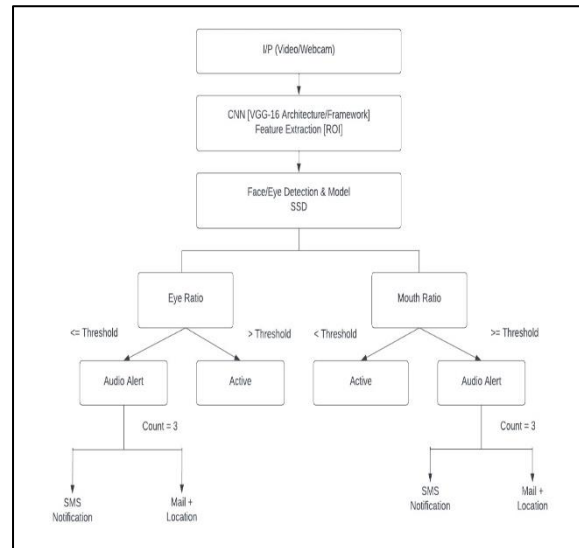 I/P (Video/Webcam)
CNN [VGG-16 Architecture/Framework]
Feature Extraction [ROI]
Face/Eye Detection & Model
SSD
Eye Ratio
Mouth Ratio
<= Threshold
> Threshold
< Threshold
>= Threshold
Audio Alert
Active
Active
Audio Alert
Count = 3
Count = 3
SMS
Notification
Mail +
Location
SMS
Notification
Mail +
Location